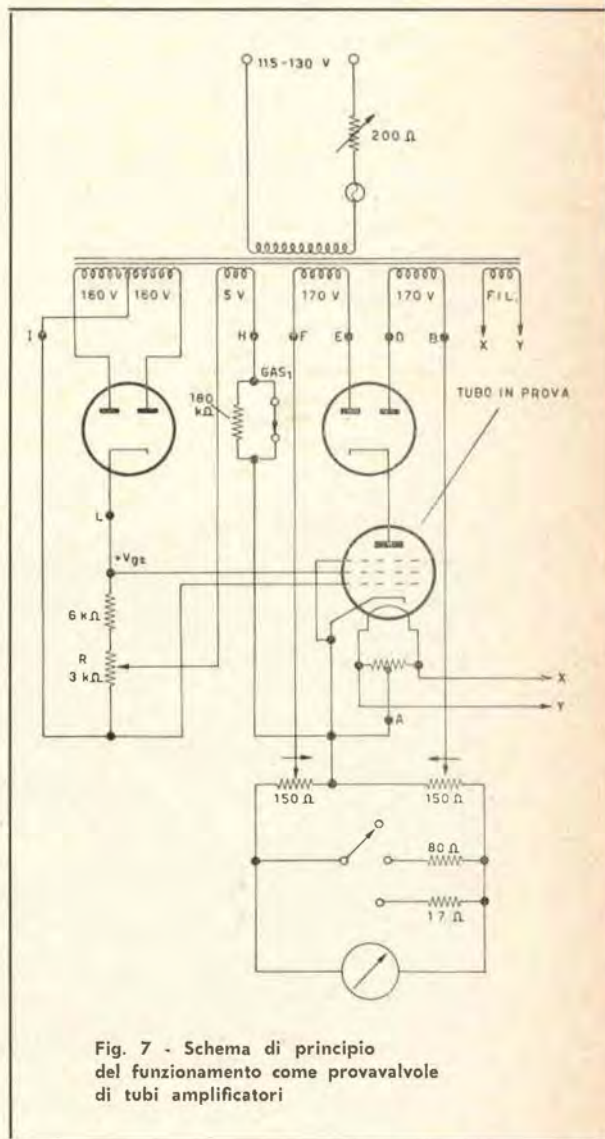 115-130 V
200 Ω
160 V
160 V
5 V
170 V
170 V
FIL.
I
H
F
E
D
B
X
Y
GAS1
180 kΩ
TUBO IN PROVA
L
+Vg2
6 kΩ
R
3 kΩ
A
X
Y
150 Ω
150 Ω
80 Ω
17 Ω
Fig. 7 - Schema di principio
del funzionamento come provavalvole
di tubi amplificatori